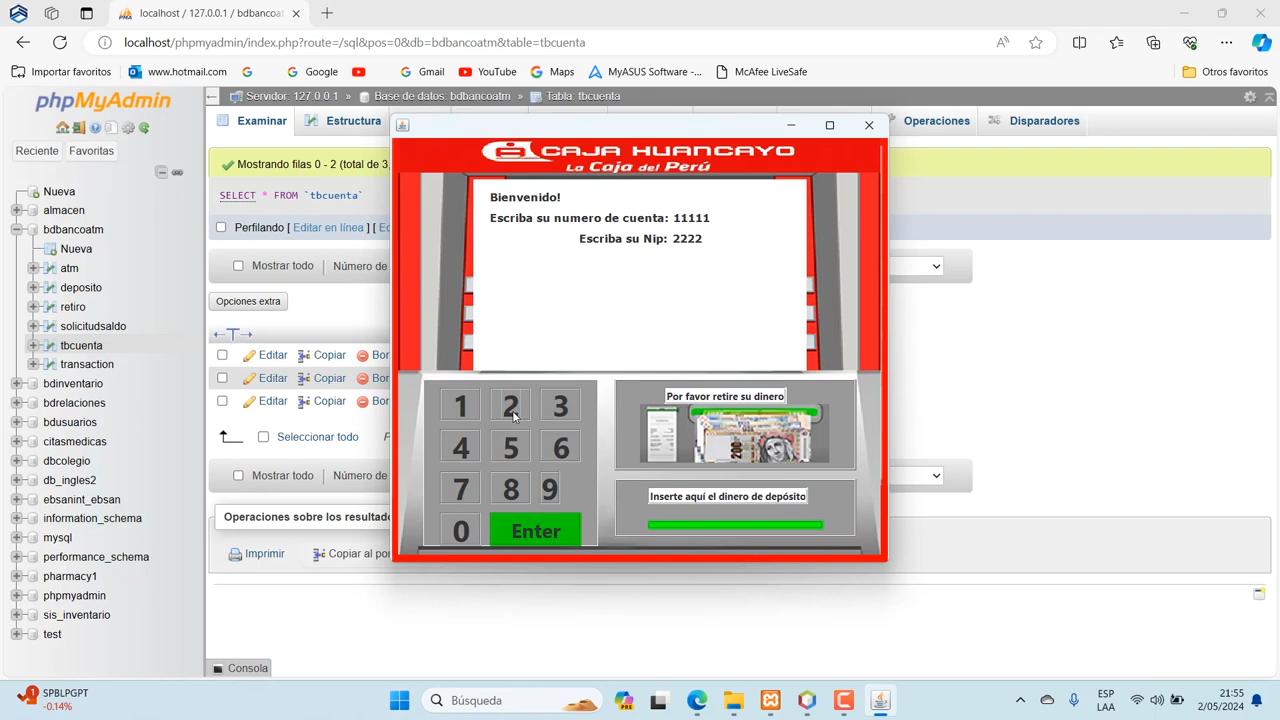 localhost / 127.0.0.1 / bdbancoat
localhost/phpmyadmin/index.php?route=/sql&pos=0&db=bdbancoatm&table=tbcuenta
Importar favoritos
www.hotmail.com
Google
Gmail
YouTube
Maps
MyASUS Software -...
McAfee LiveSafe
Otros favoritos
phpMyAdmin
Reciente
Favoritas
Nueva
almacen
bdbancoatm
Nueva
atm
deposito
retiro
solicitudsaldo
tbcuenta
transaction
bdinventario
bdrelaciones
bdusuarios
citasmedicas
dbcolegio
db_ingles2
ebsanint_ebsan
information_schema
mysql
performance_schema
pharmacy1
phpmyadmin
sis_inventario
test
Servidor: 127.0.0.1 » Base de datos: bdbancoatm » Tabla: tbcuenta
Examinar
Estructura
Operaciones
Disparadores
Mostrando filas 0 - 2 (total de 3,
SELECT * FROM `tbcuenta`
Perfilando [ Editar en línea ] [
Mostrar todo
Número de
Opciones extra
Editar
Copiar
Bor
Editar
Copiar
Bor
Editar
Copiar
Bor
Seleccionar todo
Mostrar todo
Número de
Operaciones sobre los resultado
Imprimir
Copiar al por
Consola
CAJA HUANCAYO
La Caja del Perú
Bienvenido!
Escriba su numero de cuenta: 11111
Escriba su Nip: 2222
1
2
3
4
5
6
7
8
9
0
Enter
Por favor retire su dinero
200
Inserte aquí el dinero de depósito
1
SPBLPGPT
-0.14%
Búsqueda
PRE
ESP
LAA
21:55
2/05/2024